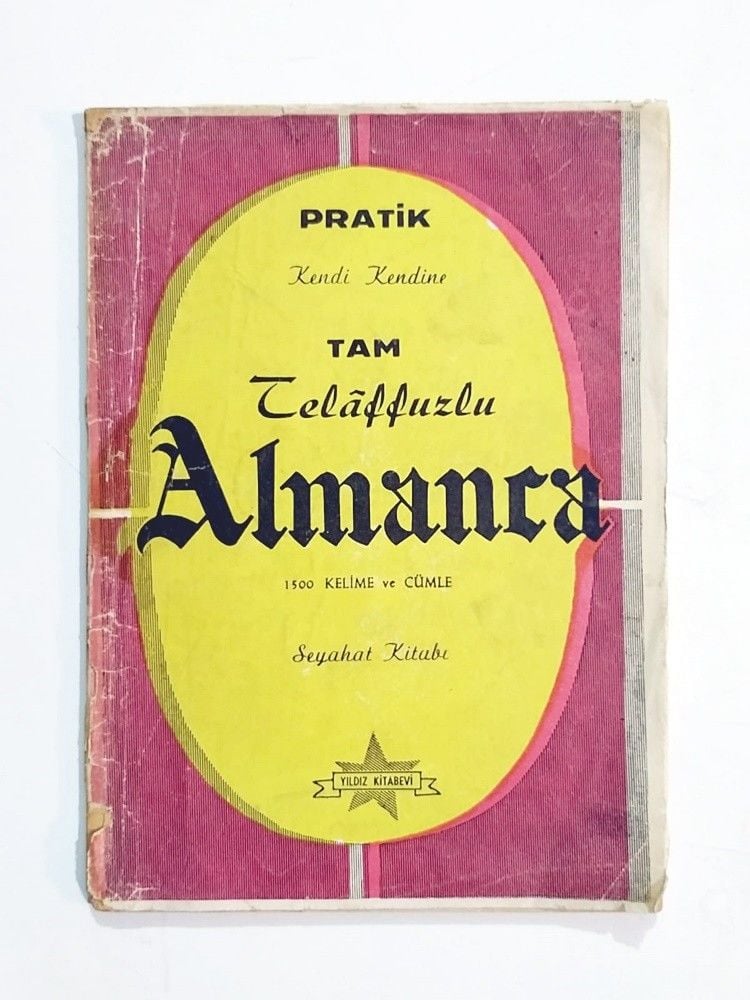 PRATİK
Kendi Kendine
TAM
Telâffuzlu
Almanca
1500 KELİME ve CÜMLE
Seyahat Kitabı
YILDIZ KİTABEVİ